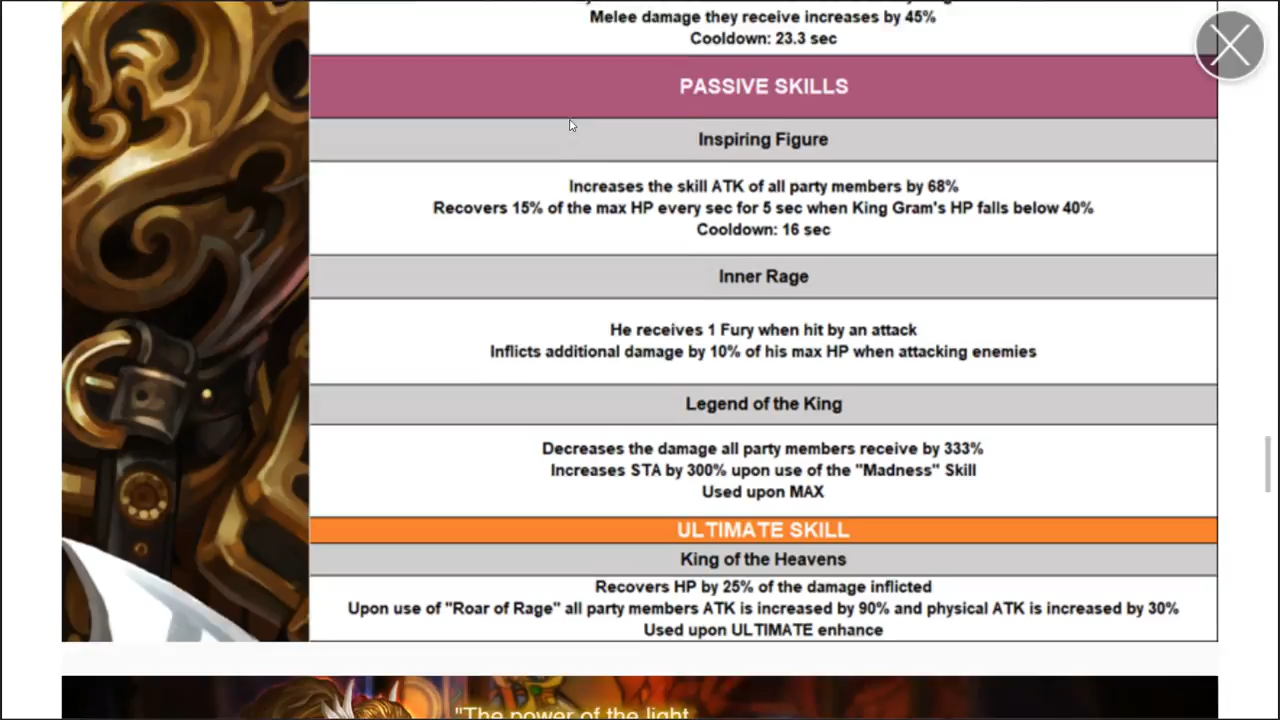 Melee damage they receive increases by 45%
Cooldown: 23.3 sec
PASSIVE SKILLS
Inspiring Figure
Increases the skill ATK of all party members by 68%
Recovers 15% of the max HP every sec for 5 sec when King Gram's HP falls below 40%
Cooldown: 16 sec
Inner Rage
He receives 1 Fury when hit by an attack
Inflicts additional damage by 10% of his max HP when attacking enemies
Legend of the King
Decreases the damage all party members receive by 333%
Increases STA by 300% upon use of the "Madness" Skill
Used upon MAX
ULTIMATE SKILL
King of the Heavens
Recovers HP by 25% of the damage inflicted
Upon use of "Roar of Rage" all party members ATK is increased by 90% and physical ATK is increased by 30%
Used upon ULTIMATE enhance
"The power of the light